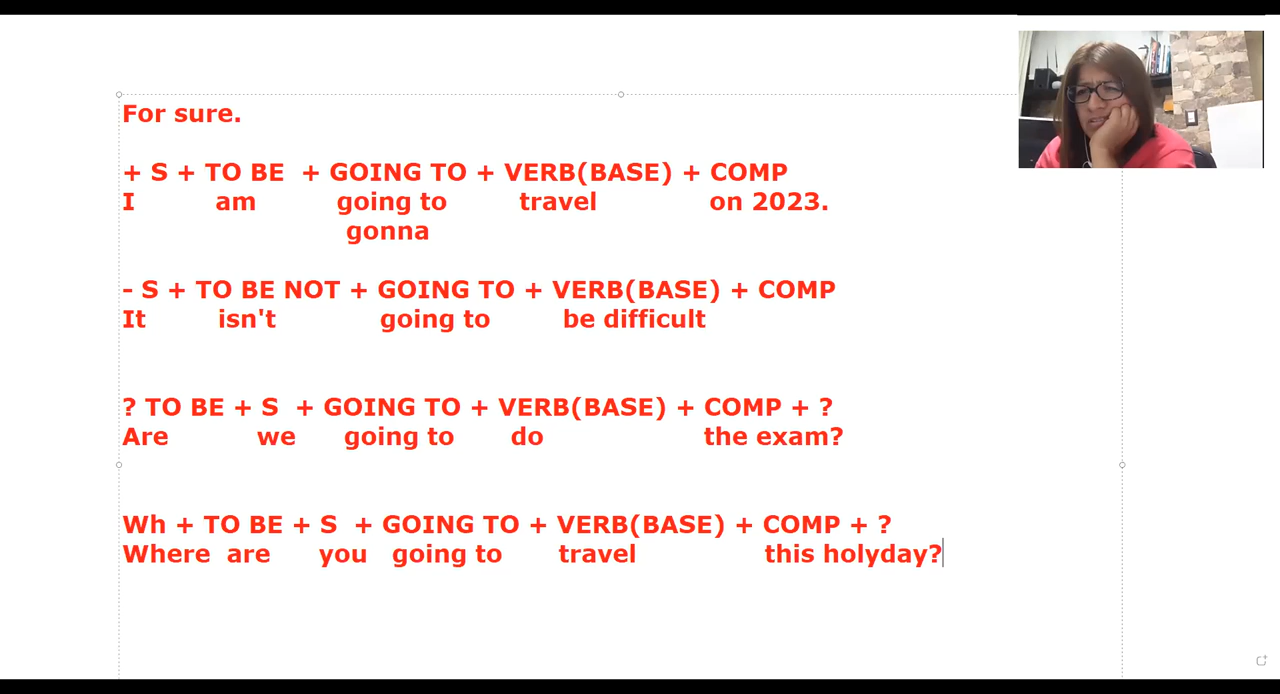 For sure.
+ S + TO BE + GOING TO + VERB(BASE) + COMP
I am going to travel on 2023.
gonna
- S + TO BE NOT + GOING TO + VERB(BASE) + COMP
It isn't going to be difficult
? TO BE + S + GOING TO + VERB(BASE) + COMP + ?
Are we going to do the exam?
Wh + TO BE + S + GOING TO + VERB(BASE) + COMP + ?
Where are you going to travel this holyday?